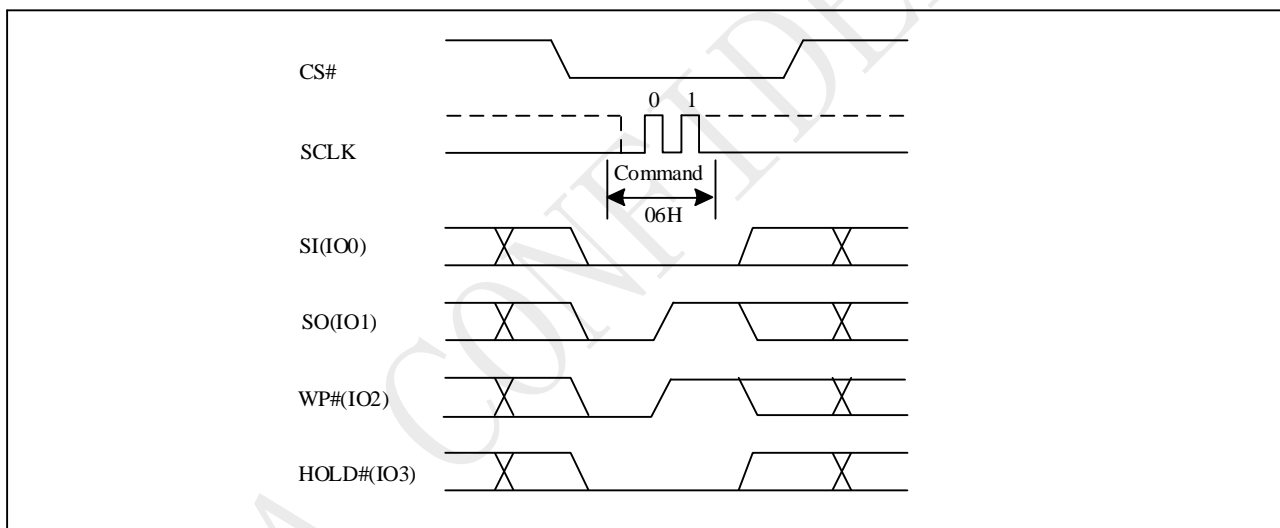 CS#
0 1
SCLK
Command
06H
SI(IO0)
SO(IO1)
WP#(IO2)
HOLD#(IO3)